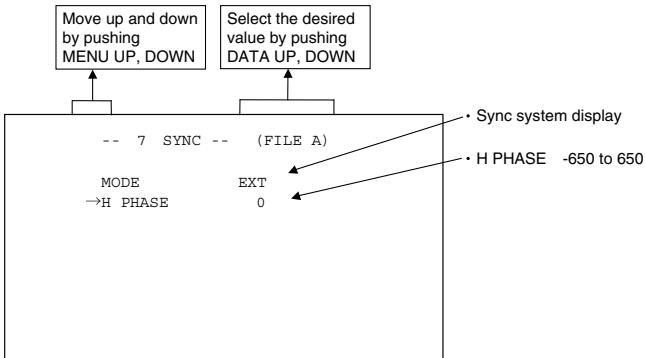 Move up and down
by pushing
MENU UP, DOWN
Select the desired
value by pushing
DATA UP, DOWN
-- 7 SYNC -- (FILE A)
• Sync system display
MODE EXT
• H PHASE -650 to 650
→H PHASE 0